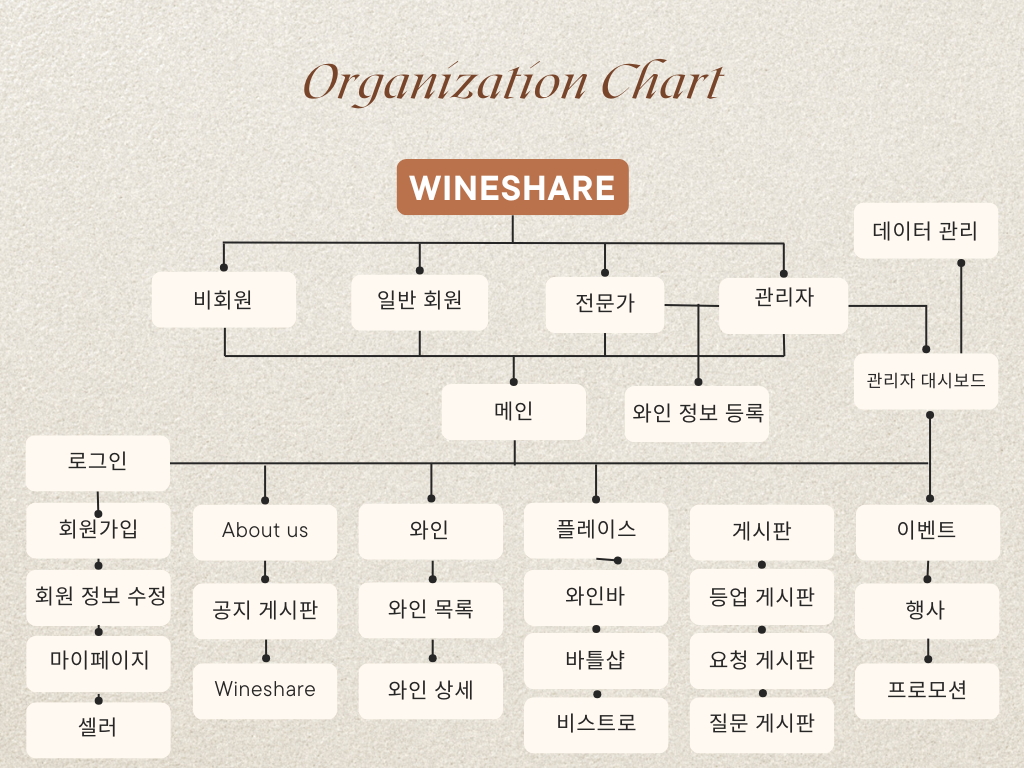 Organization Chart
WINESHARE
데이터 관리
비회원
일반 회원
전문가
관리자
관리자 대시보드
메인
와인 정보 등록
로그인
회원가입
회원 정보 수정
마이페이지
셀러
About us
공지 게시판
Wineshare
와인
와인 목록
와인 상세
플레이스
와인바
바틀샵
비스트로
게시판
등업 게시판
요청 게시판
질문 게시판
이벤트
행사
프로모션